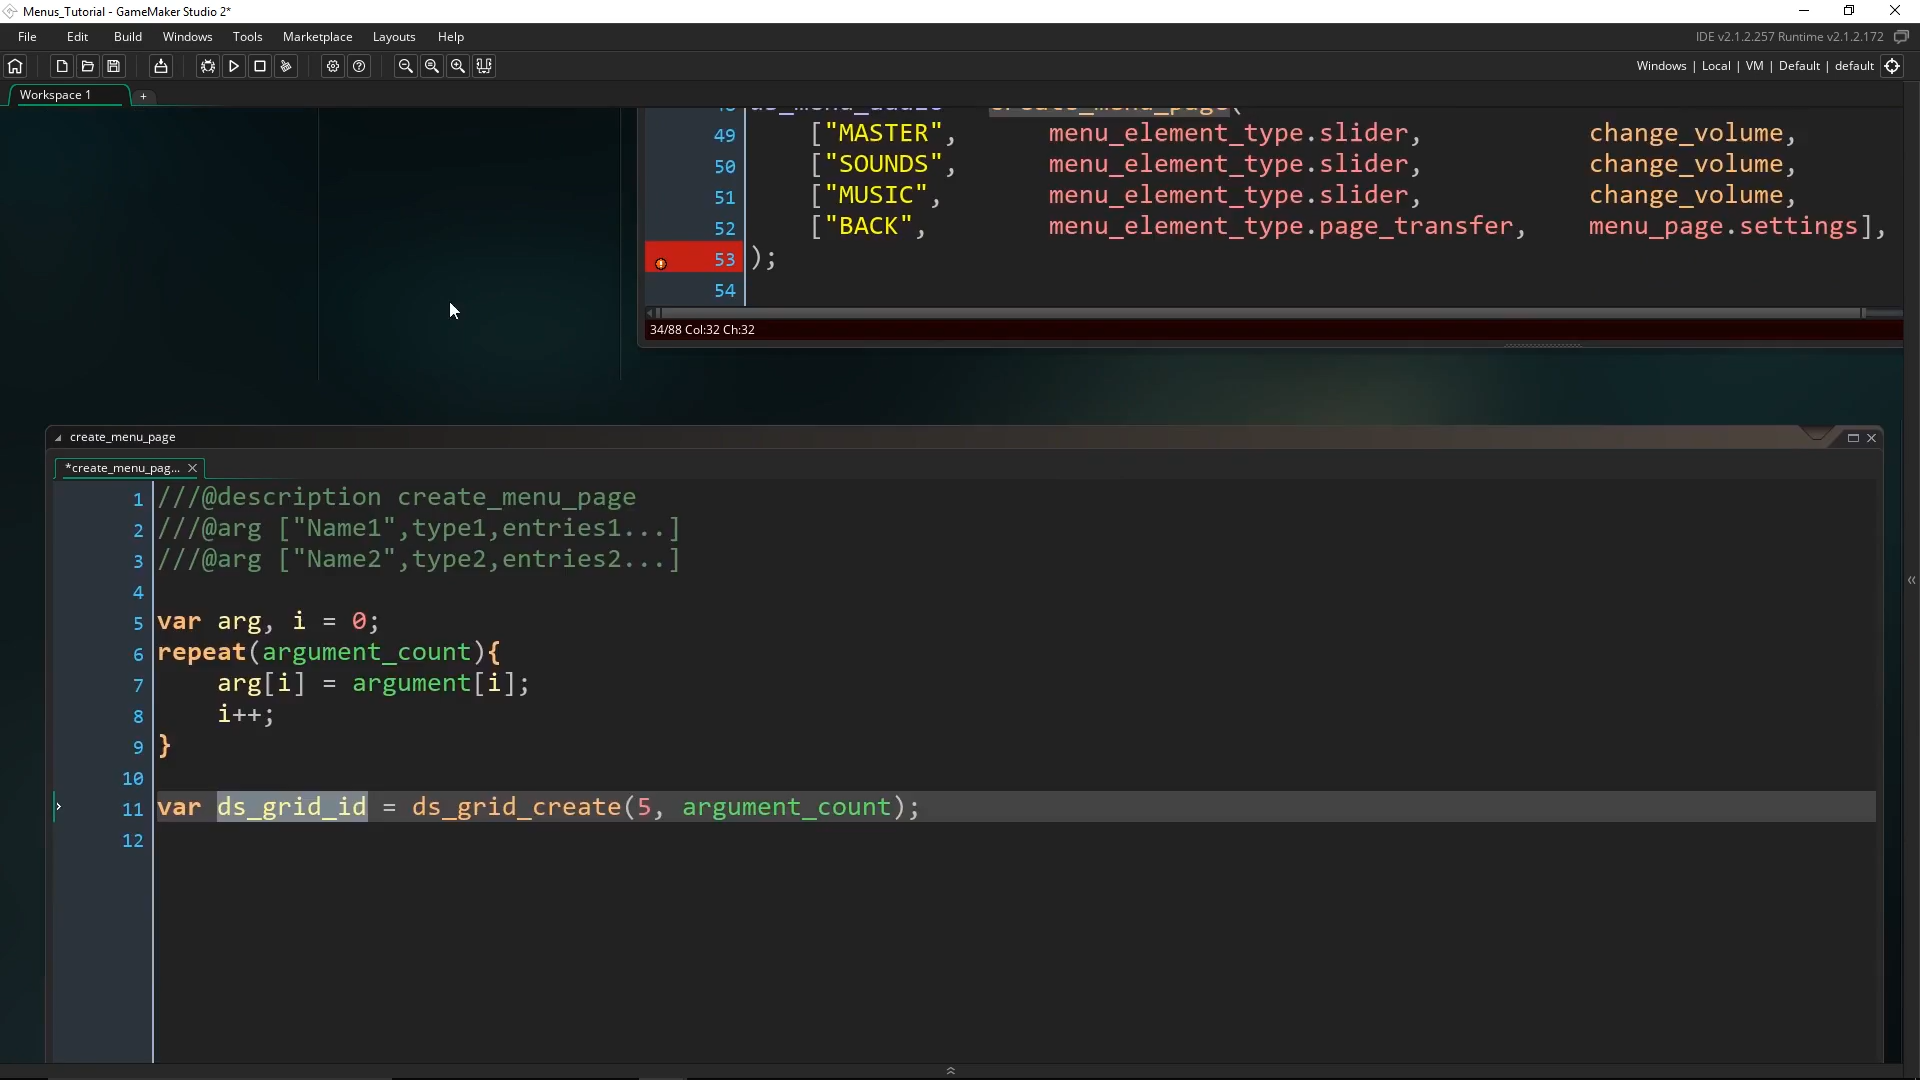 Menus_Tutorial - GameMaker Studio 2*
File Edit Build Windows Tools Marketplace Layouts Help
IDE v2.1.2.257 Runtime v2.1.2.172
Windows | Local | VM | Default | default
Workspace 1
49 ["MASTER", menu_element_type.slider, change_volume,
50 ["SOUNDS", menu_element_type.slider, change_volume,
51 ["MUSIC", menu_element_type.slider, change_volume,
52 ["BACK", menu_element_type.page_transfer, menu_page.settings],
53 );
54
34/88 Col:32 Ch:32
create_menu_page
*create_menu_pag...
1 ///@description create_menu_page
2 ///@arg ["Name1",type1,entries1...]
3 ///@arg ["Name2",type2,entries2...]
4
5 var arg, i = 0;
6 repeat(argument_count){
7 arg[i] = argument[i];
8 i++;
9 }
10
11 var ds_grid_id = ds_grid_create(5, argument_count);
12